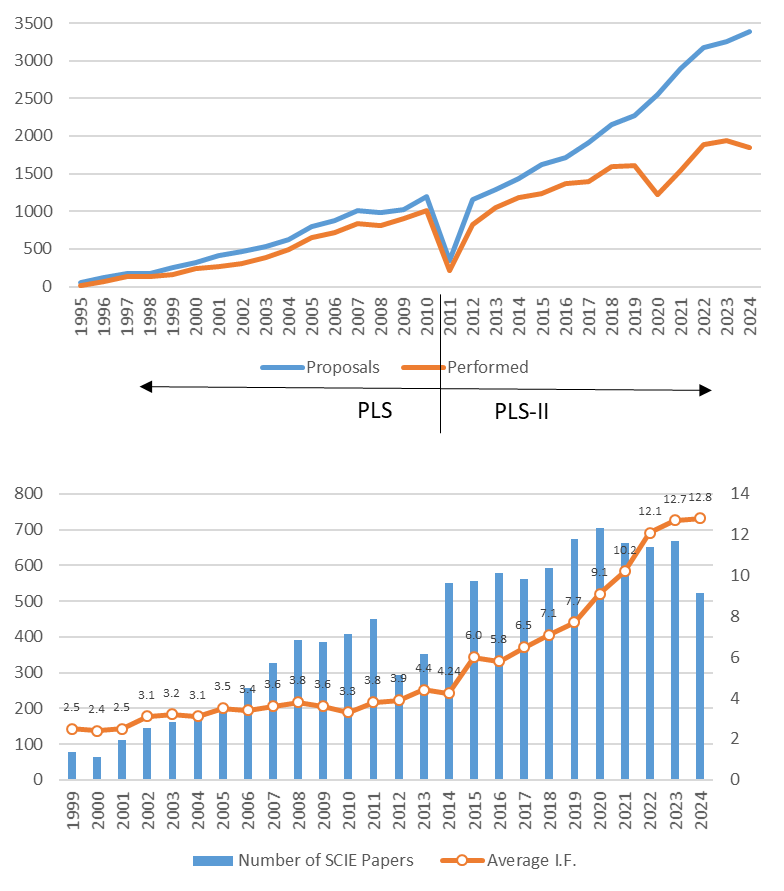 3500
3000
2500
2000
1500
1000
500
0
1995 1996 1997 1998 1999 2000 2001 2002 2003 2004 2005 2006 2007 2008 2009 2010 2011 2012 2013 2014 2015 2016 2017 2018 2019 2020 2021 2022 2023 2024
Proposals Performed
PLS PLS-II
800 14
700 12
600 10
500 8
400 6
300 4
200 2
100 0
0
2.5 2.4 2.5 3.1 3.2 3.1 3.5 3.4 3.6 3.8 3.6 3.3 3.8 3.9 4.4 4.24 6.0 5.8 6.5 7.1 7.7 9.1 10.2 12.1 12.7 12.8
1999 2000 2001 2002 2003 2004 2005 2006 2007 2008 2009 2010 2011 2012 2013 2014 2015 2016 2017 2018 2019 2020 2021 2022 2023 2024
Number of SCIE Papers Average I.F.